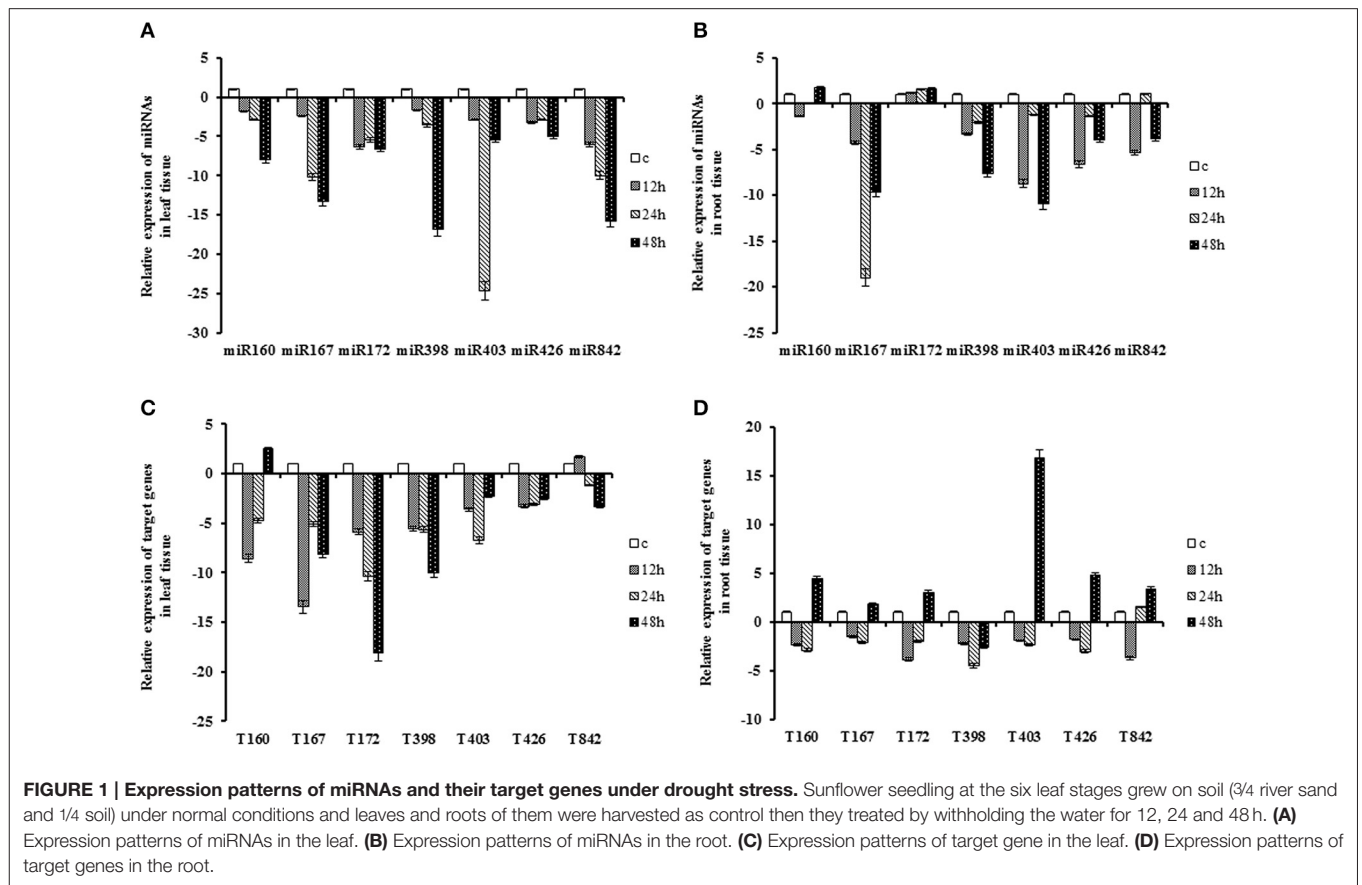 A
Relative expression of miRNAs
in leaf tissue
5
0
-5
-10
-15
-20
-25
-30
miR160 miR167 miR172 miR398 miR403 miR426 miR842
c
12h
24h
48h
B
Relative expression of miRNAs
in root tissue
5
0
-5
-10
-15
-20
-25
miR160 miR167 miR172 miR398 miR403 miR426 miR842
c
12h
24h
48h
C
Relative expression of target genes
in leaf tissue
5
0
-5
-10
-15
-20
-25
T160 T167 T172 T398 T403 T426 T842
c
12h
24h
48h
D
Relative expression of target genes
in root tissue
20
15
10
5
0
-5
-10
T160 T167 T172 T398 T403 T426 T842
c
12h
24h
48h
FIGURE 1 | Expression patterns of miRNAs and their target genes under drought stress. Sunflower seedling at the six leaf stages grew on soil (3/4 river sand
and 1/4 soil) under normal conditions and leaves and roots of them were harvested as control then they treated by withholding the water for 12, 24 and 48 h. (A)
Expression patterns of miRNAs in the leaf. (B) Expression patterns of miRNAs in the root. (C) Expression patterns of target gene in the leaf. (D) Expression patterns of
target genes in the root.